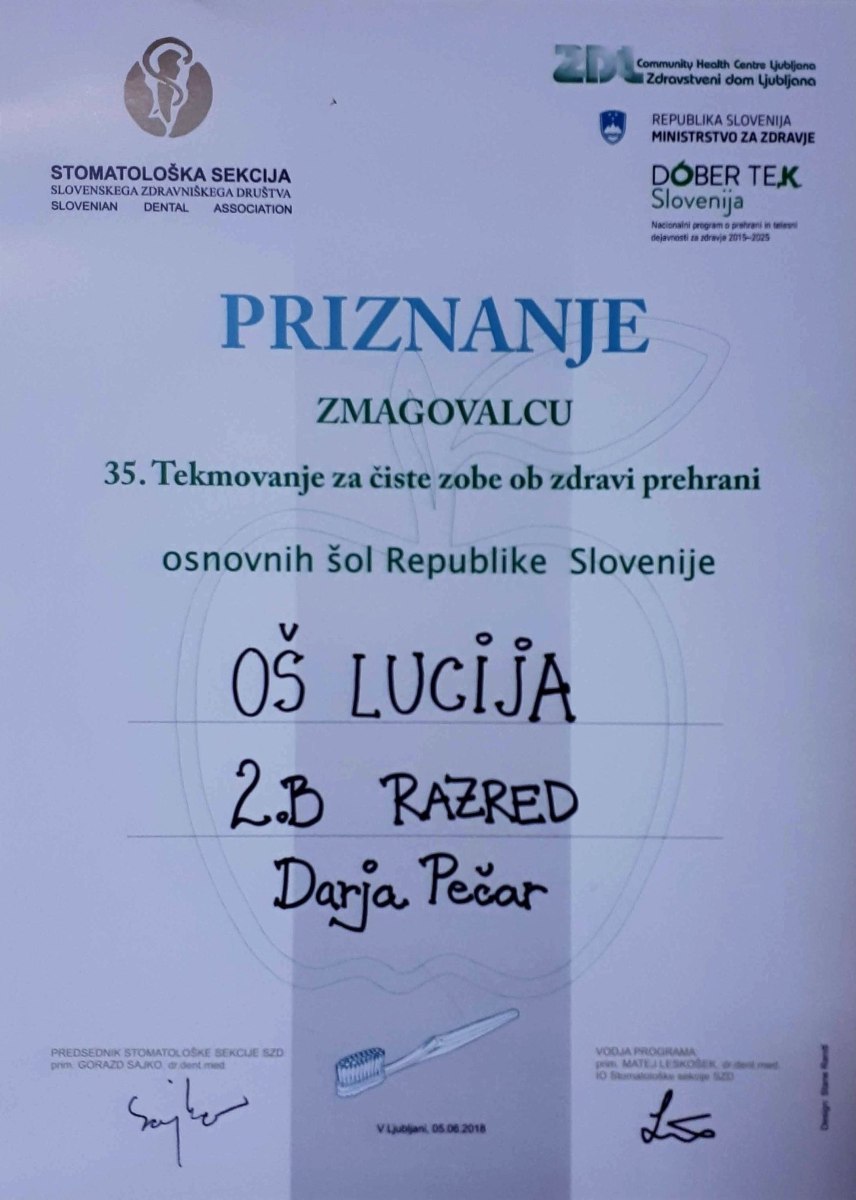 STOMATOLOŠKA SEKCIJA
SLOVENSKEGA ZDRAVNIŠKEGA DRUŠTVA
SLOVENIAN DENTAL ASSOCIATION
ZDL
Community Health Centre Ljubljana
Zdravstveni dom Ljubljana
REPUBLIKA SLOVENIJA
MINISTRSTVO ZA ZDRAVJE
DOBER TEK
Slovenija
Nacionalni program o prehrani in telesni
dejavnosti za zdravje 2015–2025
PRIZNANJE
ZMAGOVALCU
35. Tekmovanje za čiste zobe ob zdravi prehrani
osnovnih šol Republike Slovenije
OŠ LUCIJA
2.B RAZRED
Darja Pečar
PREDSEDNIK STOMATOLOŠKE SEKCIJE SZD
prim. GORAZD SAJKO, dr.dent.med.
VODJA PROGRAMA
prim. MATEJ LESKOŠEK, dr.dent.med.
IO Stomatološke sekcije SZD
V Ljubljani, 05.06.2018